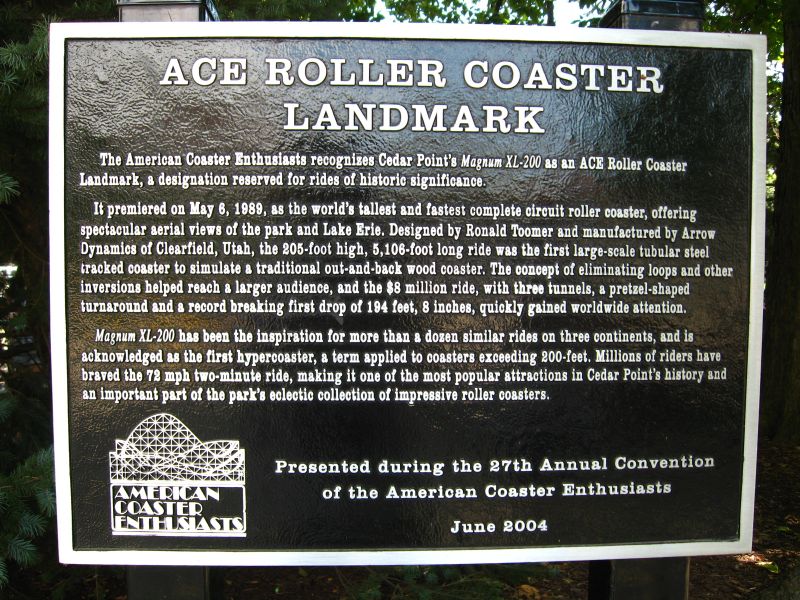 ACE ROLLER COASTER
LANDMARK
The American Coaster Enthusiasts recognizes Cedar Point's Magnum XL-200 as an ACE Roller Coaster
Landmark, a designation reserved for rides of historic significance.
It premiered on May 6, 1989, as the world's tallest and fastest complete circuit roller coaster, offering
spectacular aerial views of the park and Lake Erie. Designed by Ronald Toomer and manufactured by Arrow
Dynamics of Clearfield, Utah, the 205-foot high, 5,106-foot long ride was the first large-scale tubular steel
tracked coaster to simulate a traditional out-and-back wood coaster. The concept of eliminating loops and other
inversions helped reach a larger audience, and the $8 million ride, with three tunnels, a pretzel-shaped
turnaround and a record breaking first drop of 194 feet, 8 inches, quickly gained worldwide attention.
Magnum XL-200 has been the inspiration for more than a dozen similar rides on three continents, and is
acknowledged as the first hypercoaster, a term applied to coasters exceeding 200-feet. Millions of riders have
braved the 72 mph two-minute ride, making it one of the most popular attractions in Cedar Point's history and
an important part of the park's eclectic collection of impressive roller coasters.
AMERICAN
COASTER
ENTHUSIASTS
Presented during the 27th Annual Convention
of the American Coaster Enthusiasts
June 2004